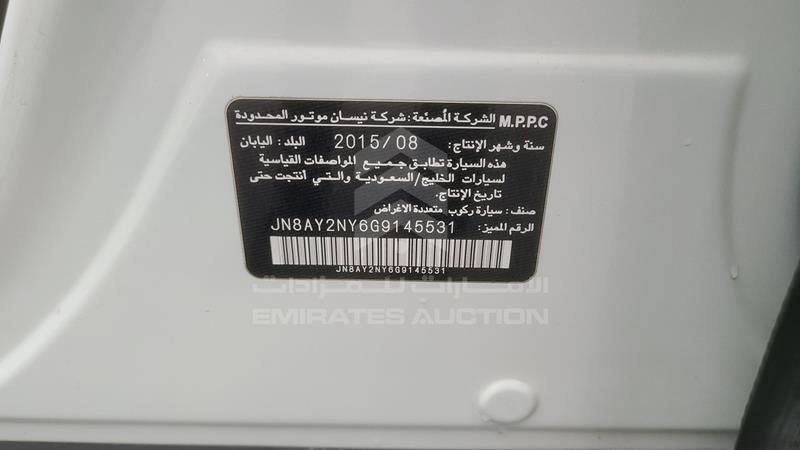 M.P.P.C الشركة المصنعة: شركة نيسان موتور المحدودة
سنة وشهر الإنتاج: 2015/08 البلد: اليابان
هذه السيارة تطابق جميع المواصفات القياسية
لسيارات الخليج/السعودية والتي أنتجت حتى
تاريخ الإنتاج.
صنف: سيارة ركوب متعددة الاغراض
الرقم المميز: JN8AY2NY6G9145531
JN8AY2NY6G9145531
الامارات للمزادات
EMIRATES AUCTION